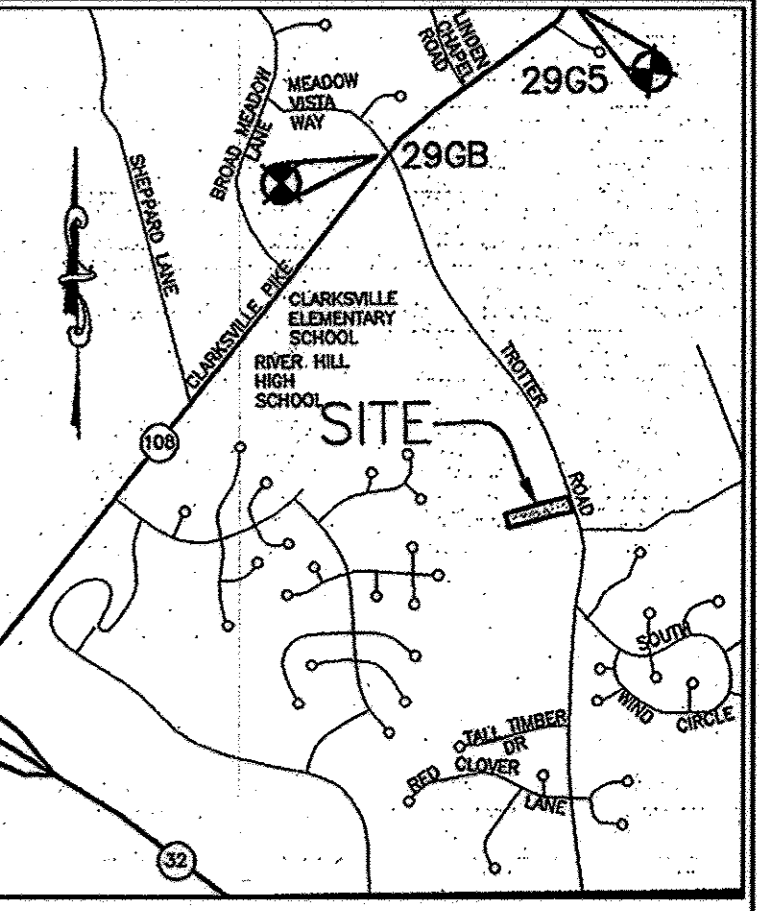 LINDEN
CHAPEL
ROAD
29G5
MEADOW
VISTA
WAY
BROAD MEADOW
LANE
29GB
SHEPPARD LANE
CLARKSVILLE PIKE
CLARKSVILLE
ELEMENTARY
SCHOOL
RIVER HILL
HIGH
SCHOOL
TROTTER
ROAD
SITE
108
SOUTH
WIND
CIRCLE
TALL TIMBER
DR
RED CLOVER
LANE
32